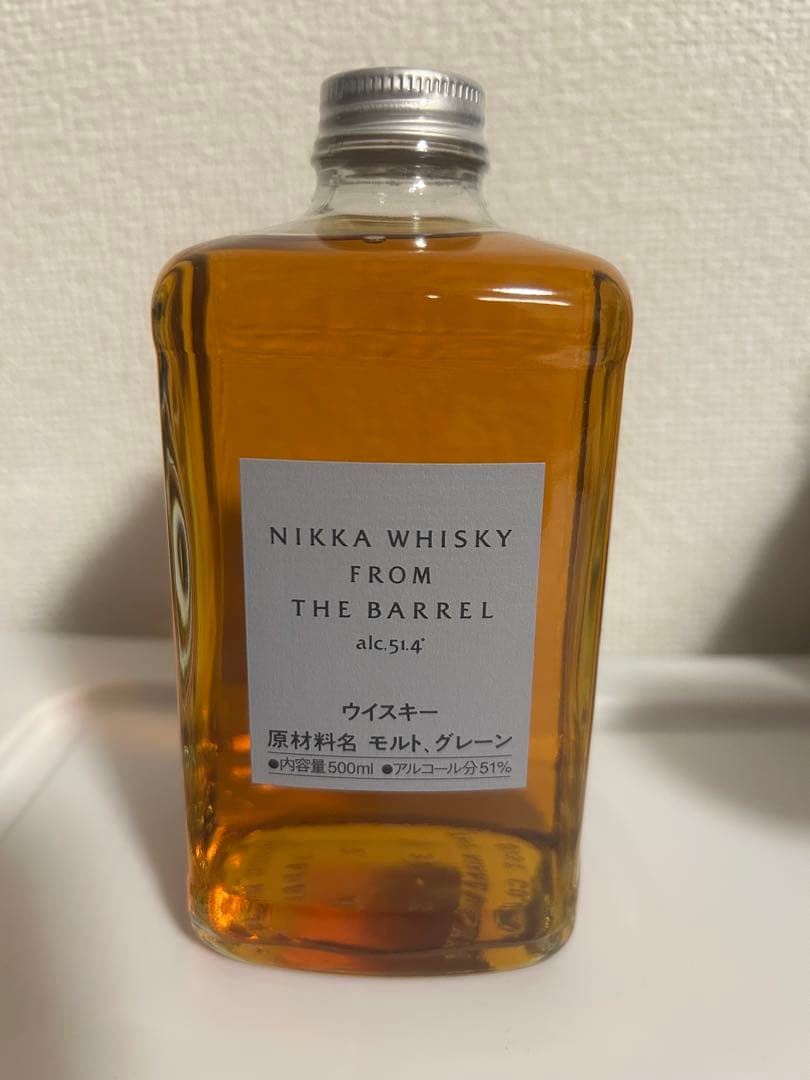 NIKKA WHISKY
FROM
THE BARREL
alc.51.4°
ウイスキー
原材料名 モルト、グレーン
●内容量500ml ●アルコール分51%